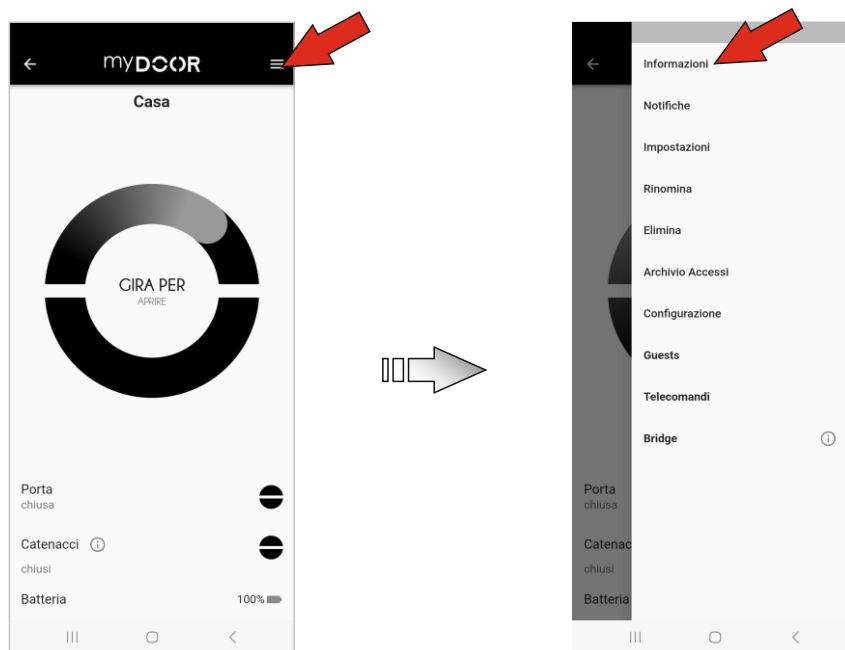 myDOOR
Casa
GIRA PER
APRIRE
Porta
chiusa
Catenacci
chiusi
Batteria
100%
Informazioni
Notifiche
Impostazioni
Rinomina
Elimina
Archivio Accessi
Configurazione
Guests
Telecomandi
Bridge
Porta
chiusa
Catenac
chiusi
Batteria